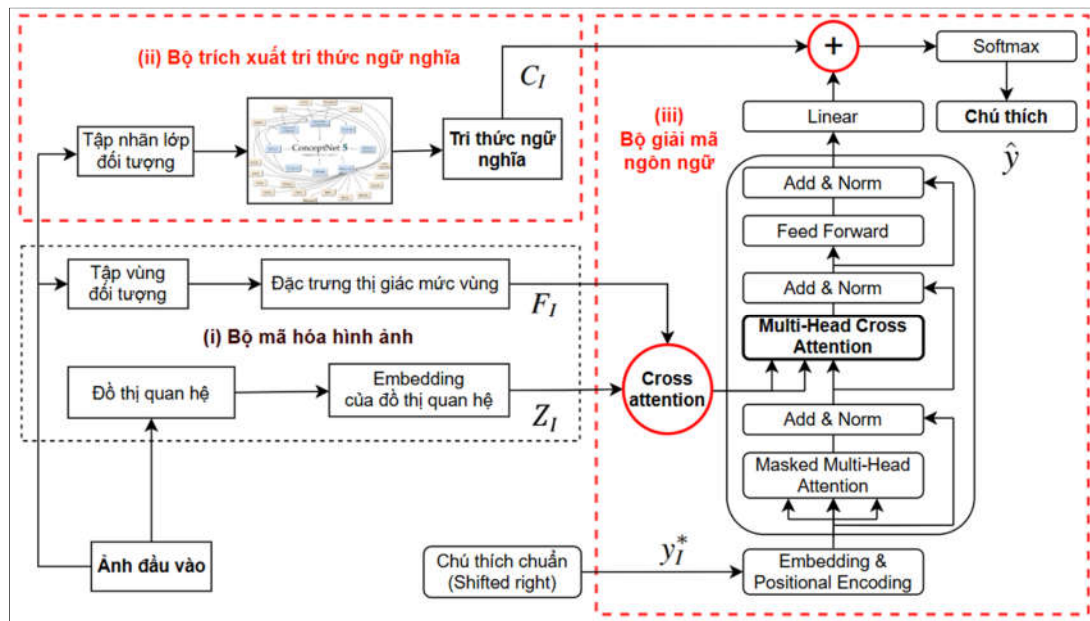 (ii) Bộ trích xuất tri thức ngữ nghĩa
C_I
Tập nhãn lớp
đối tượng
ConceptNet 5
Tri thức ngữ
nghĩa
Tập vùng
đối tượng
Đặc trưng thị giác mức vùng
F_I
(i) Bộ mã hóa hình ảnh
Đồ thị quan hệ
Embedding
của đồ thị quan hệ
Z_I
Ảnh đầu vào
Chú thích chuẩn
(Shifted right)
y_I^*
Cross
attention
(iii)
Bộ giải mã
ngôn ngữ
+
Softmax
Chú thích
ŷ
Linear
Add & Norm
Feed Forward
Add & Norm
Multi-Head Cross
Attention
Add & Norm
Masked Multi-Head
Attention
Embedding &
Positional Encoding